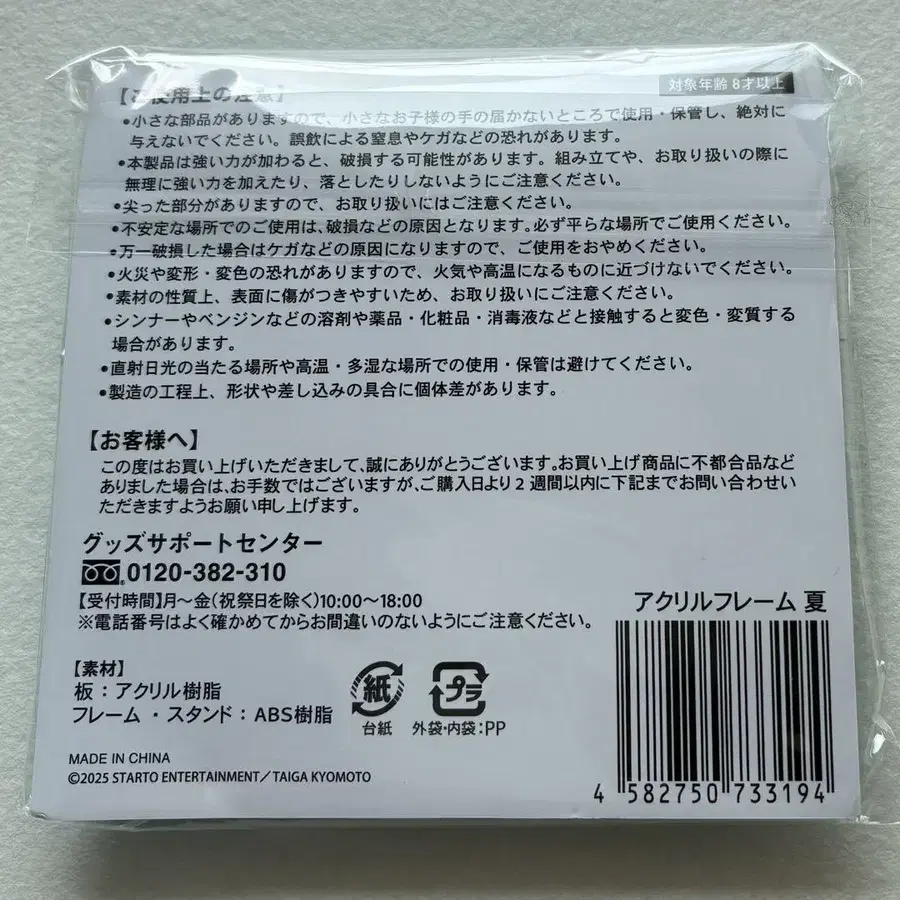 対象年齢 8才以上
【ご使用上の注意】
•小さな部品がありますので、小さなお子様の手の届かないところで使用・保管し、絶対に
与えないでください。誤飲による窒息やケガなどの恐れがあります。
•本製品は強い力が加わると、破損する可能性があります。組み立てや、お取り扱いの際に
無理に強い力を加えたり、落としたりしないようにご注意ください。
•尖った部分がありますので、お取り扱いにはご注意ください。
•不安定な場所でのご使用は、破損などの原因となります。必ず平らな場所でご使用ください。
•万一破損した場合はケガなどの原因になりますので、ご使用をおやめください。
•火災や変形・変色の恐れがありますので、火気や高温になるものに近づけないでください。
•素材の性質上、表面に傷がつきやすいため、お取り扱いにご注意ください。
•シンナーやベンジンなどの溶剤や薬品・化粧品・消毒液などと接触すると変色・変質する
場合があります。
•直射日光の当たる場所や高温・多湿な場所での使用・保管は避けてください。
•製造の工程上、形状や差し込みの具合に個体差があります。
【お客様へ】
この度はお買い上げいただきまして、誠にありがとうございます。お買い上げ商品に不都合品など
ありました場合は、お手数ではございますが、ご購入日より2週間以内に下記までお問い合わせい
ただきますようお願い申し上げます。
グッズサポートセンター
0120-382-310
【受付時間】月～金(祝祭日を除く)10:00～18:00
※電話番号はよく確かめてからお間違いのないようにご注意ください。
【素材】
板：アクリル樹脂
フレーム・スタンド：ABS樹脂
紙
台紙
プラ
外袋・内袋：PP
MADE IN CHINA
©2025 STARTO ENTERTAINMENT／TAIGA KYOMOTO
アクリルフレーム 夏
4 582750 733194